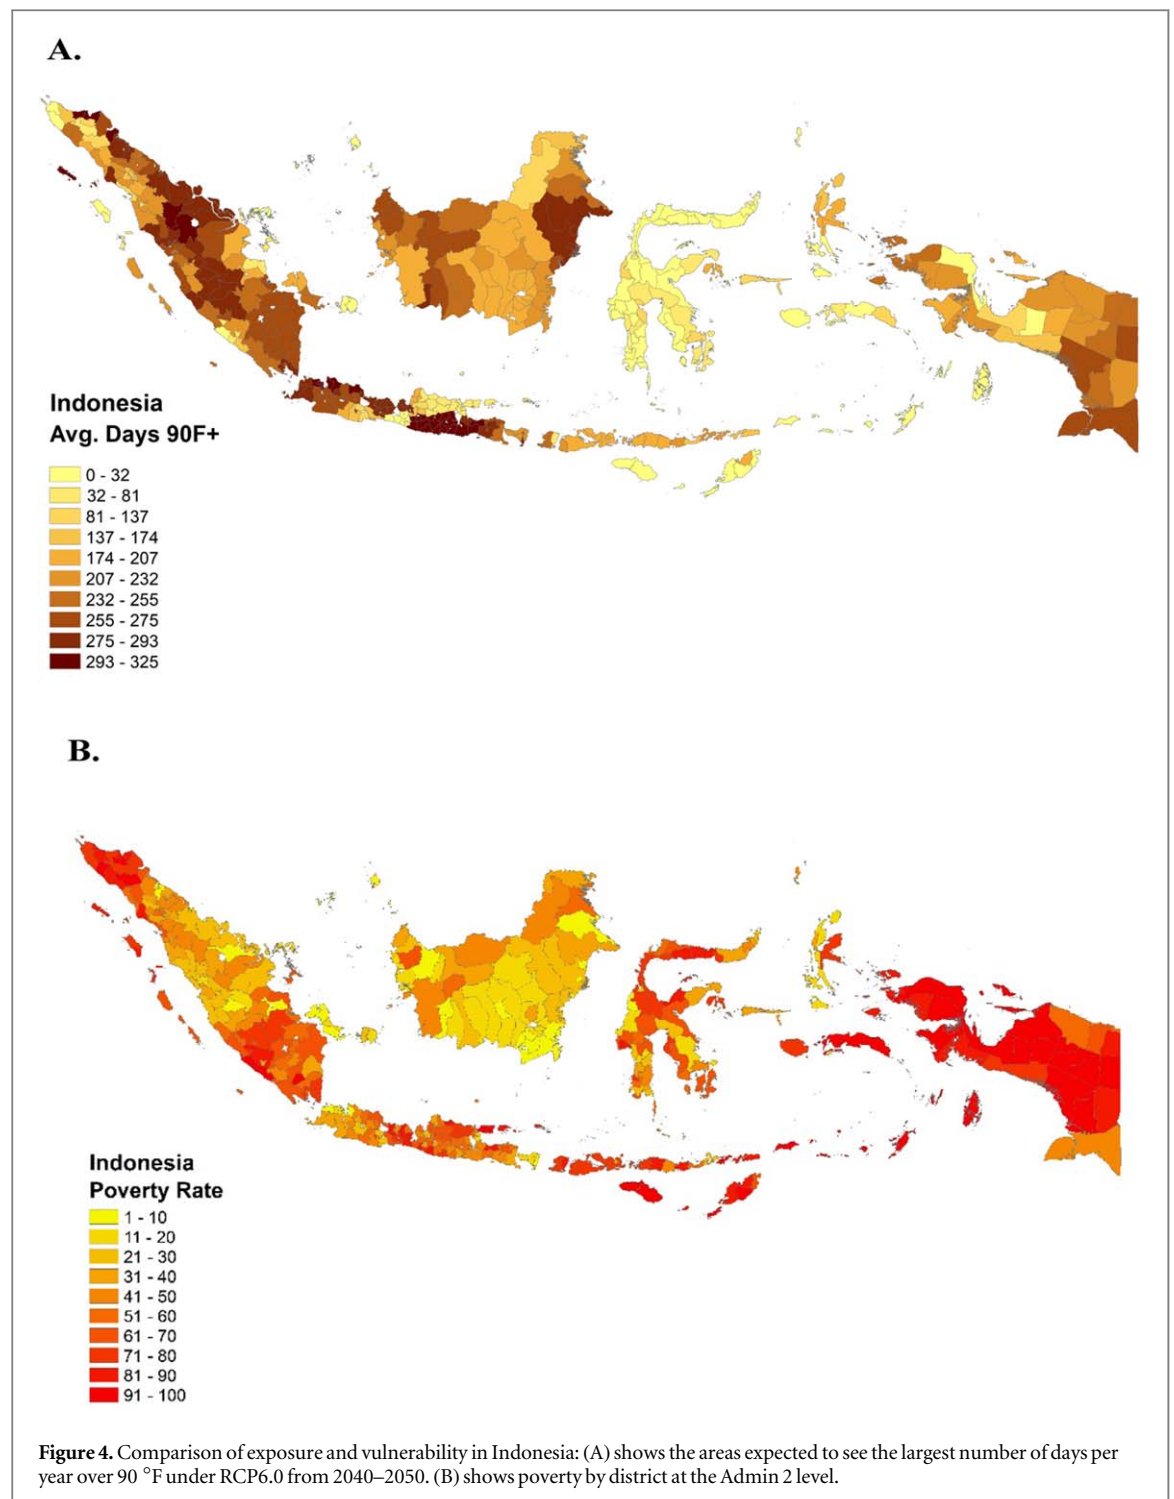 A.
Indonesia
Avg. Days 90F+
0 - 32
32 - 81
81 - 137
137 - 174
174 - 207
207 - 232
232 - 255
255 - 275
275 - 293
293 - 325
B.
Indonesia
Poverty Rate
1 - 10
11 - 20
21 - 30
31 - 40
41 - 50
51 - 60
61 - 70
71 - 80
81 - 90
91 - 100
Figure 4. Comparison of exposure and vulnerability in Indonesia: (A) shows the areas expected to see the largest number of days per
year over 90 °F under RCP6.0 from 2040–2050. (B) shows poverty by district at the Admin 2 level.